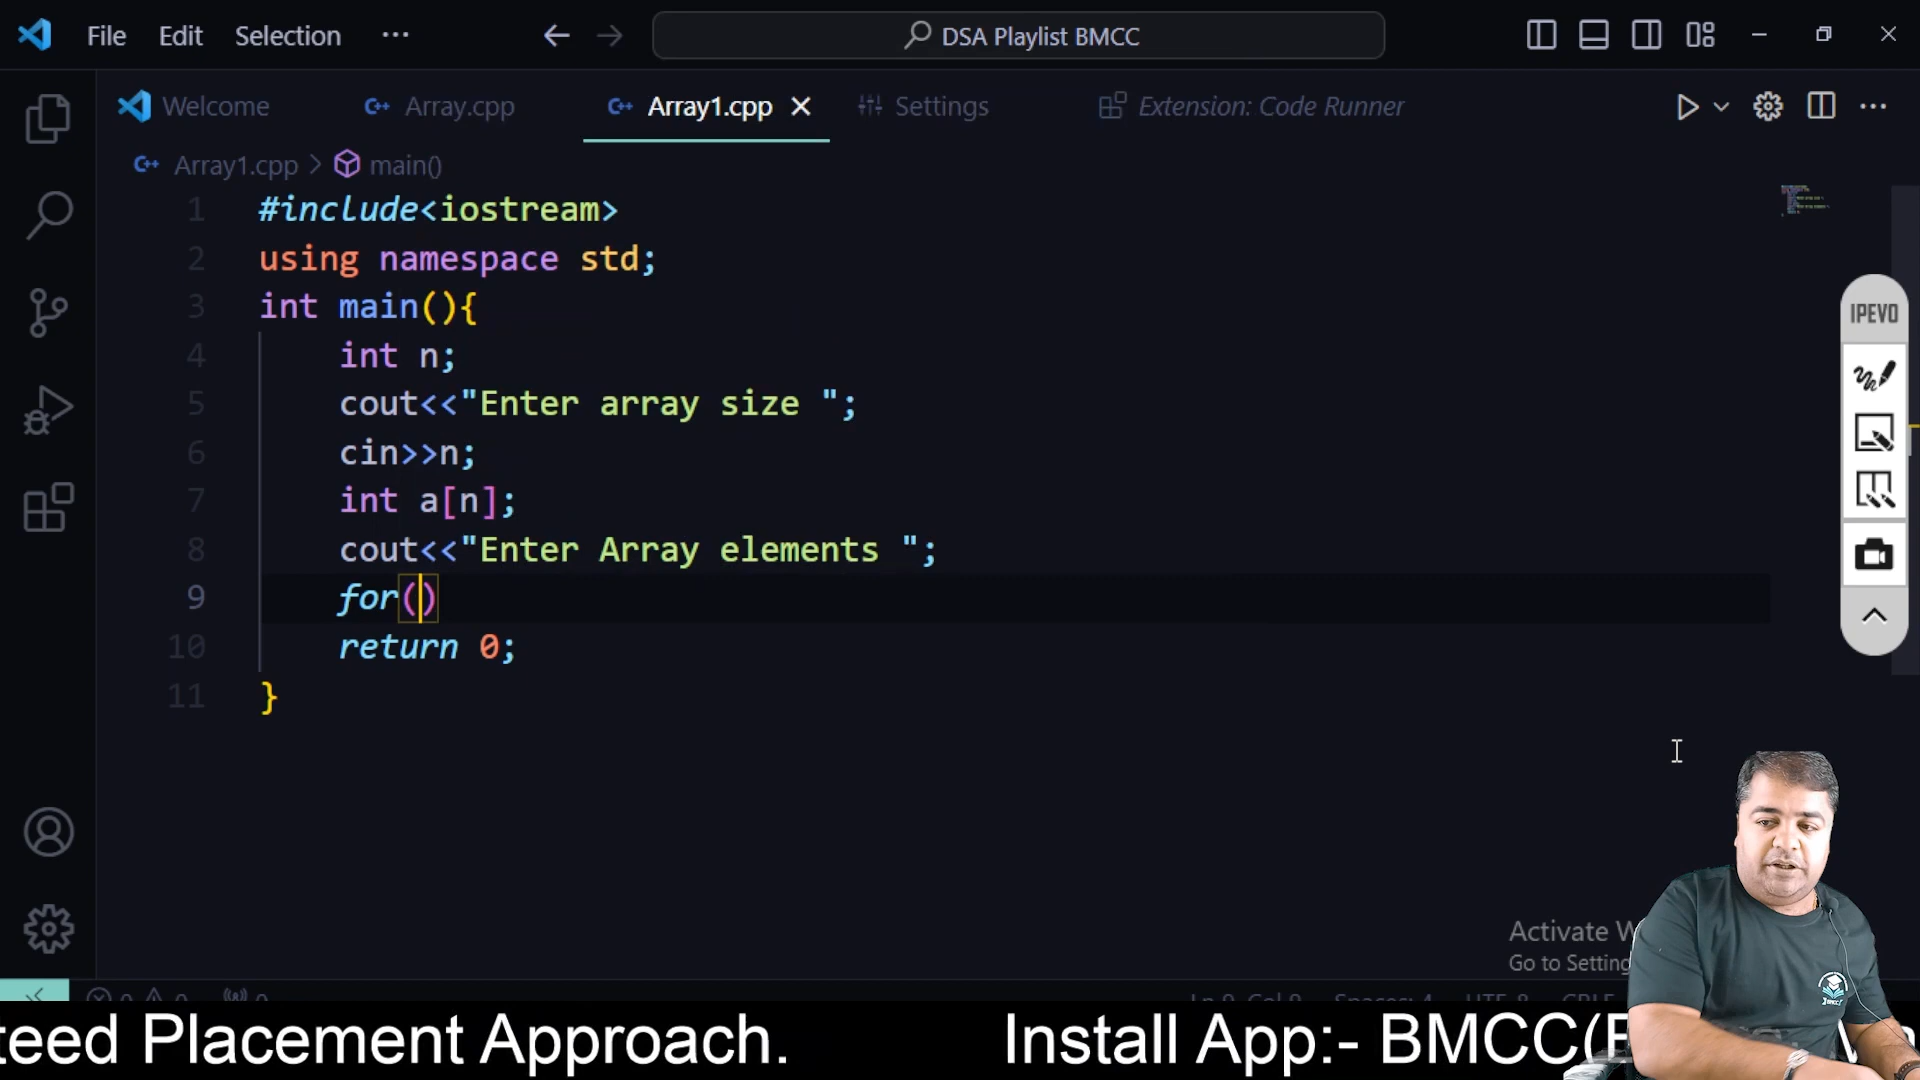 File Edit Selection ··· DSA Playlist BMCC
Welcome Array.cpp Array1.cpp Settings Extension: Code Runner
Array1.cpp > main()
1 #include<iostream>
2 using namespace std;
3 int main(){
4 int n;
5 cout<<"Enter array size ";
6 cin>>n;
7 int a[n];
8 cout<<"Enter Array elements ";
9 for()
10 return 0;
11 }
IPEVO
Activate
Go to Setting
teed Placement Approach. Install App:- BMCC(